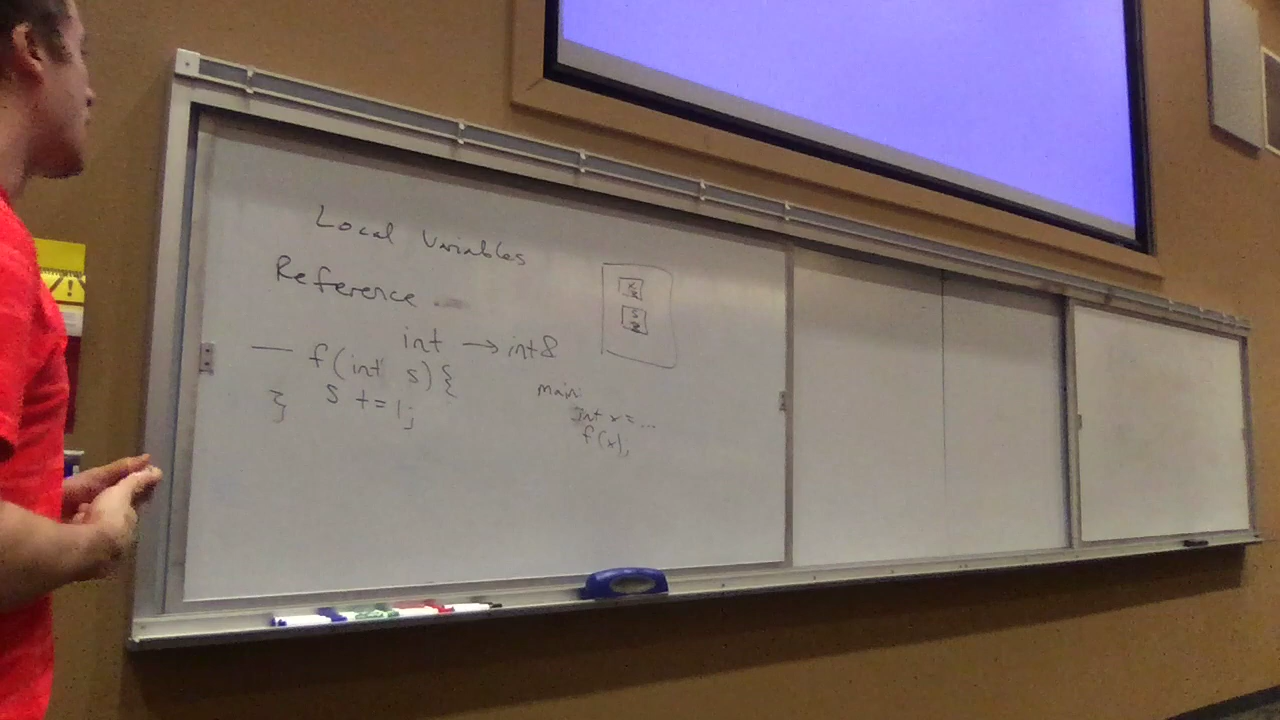 Local Variables
Reference
int → int &
— f(int s) {
s += 1;
}
x
s
main:
int x = ...
f(x);